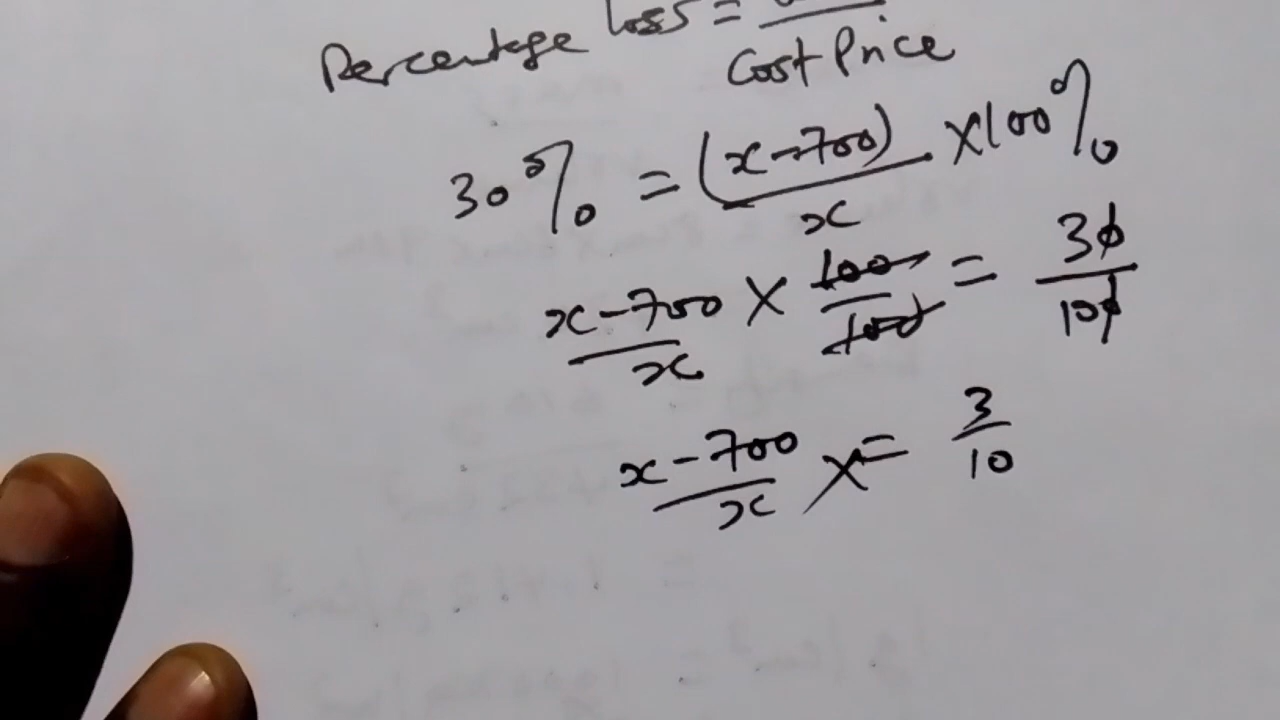 Percentage loss =
Cost Price
30% = (x-700) ×100%
x
x-700 × 100 = 30
x 100 100
x-700 × = 3
x 10